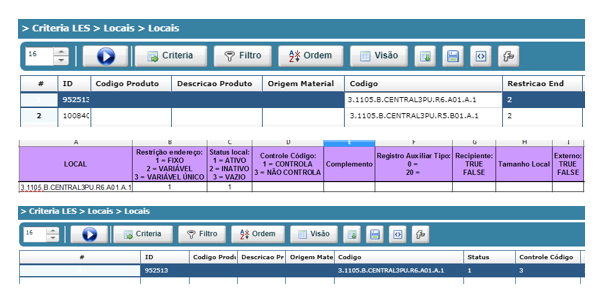 > Criteria LES > Locais > Locais
16 Criteria Filtro Ordem Visão
# ID Codigo Produto Descricao Produto Origem Material Codigo Restricao End
952513 3.1105.B.CENTRAL3PU.R6.A01.A.1 2
2 10084 3.1105.B.CENTRAL3PU.R5.B01.A.1 2
A B C D E F G H I
LOCAL
Restrição endereço:
1 = FIXO
2 = VARIÁVEL
3 = VARIÁVEL ÚNICO
Status local:
1 = ATIVO
2 = INATIVO
3 = VAZIO
Controle Código:
1 = CONTROLA
3 = NÃO CONTROLA
Complemento
Registro Auxiliar Tipo:
0 =
20 =
Recipiente:
TRUE
FALSE
Tamanho Local
Externo:
TRUE
FALSE
3.1105.B.CENTRAL3PU.R6.A01.A.1 1 1
> Criteria LES > Locais > Locais
16 Criteria Filtro Ordem Visão
# ID Codigo Produ Descricao Pr Origem Mate Codigo Status Controle Código
952513 3.1105.B.CENTRAL3PU.R6.A01.A.1 1 3